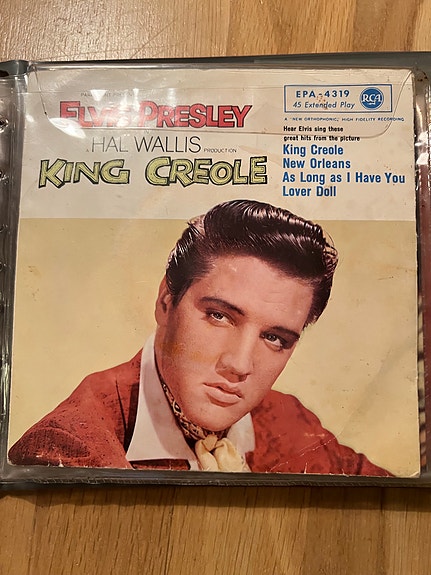 ELVIS PRESLEY
HAL WALLIS PRODUCTION
KING CREOLE
EPA-4319
45 Extended Play
RCA
A "NEW ORTHOPHONIC" HIGH FIDELITY RECORDING
Hear Elvis sing these
great hits from the picture
King Creole
New Orleans
As Long as I Have You
Lover Doll